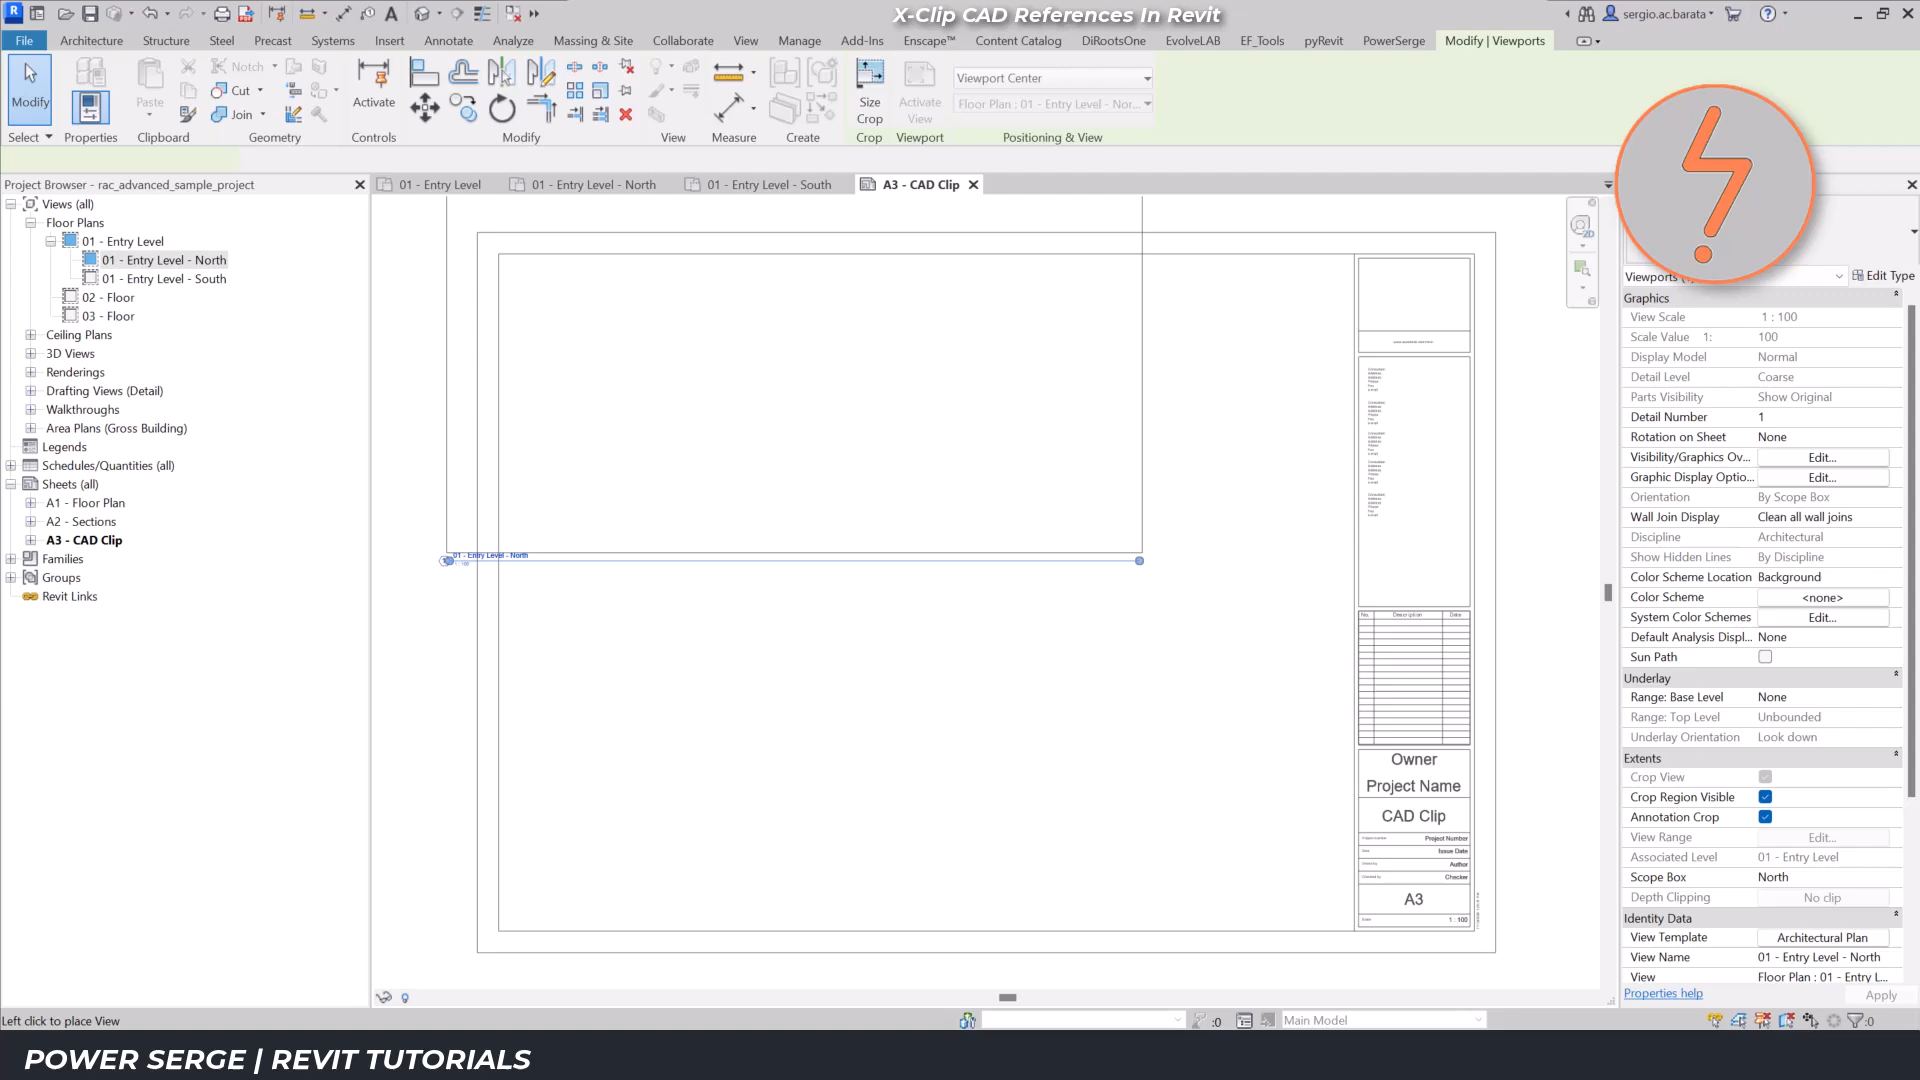 X-Clip CAD References In Revit
sergio.ac.barata
File
Architecture
Structure
Steel
Precast
Systems
Insert
Annotate
Analyze
Massing & Site
Collaborate
View
Manage
Add-Ins
Enscape™
Content Catalog
DiRootsOne
EvolveLAB
EF_Tools
pyRevit
PowerSerge
Modify | Viewports
Modify
Paste
Notch
Cut
Join
Activate
Size
Crop
Activate
View
Viewport Center
Floor Plan : 01 - Entry Level - Nor...
Select
Properties
Clipboard
Geometry
Controls
Modify
View
Measure
Create
Crop
Viewport
Positioning & View
Project Browser - rac_advanced_sample_project
01 - Entry Level
01 - Entry Level - North
01 - Entry Level - South
A3 - CAD Clip
Views (all)
Floor Plans
01 - Entry Level
01 - Entry Level - North
01 - Entry Level - South
02 - Floor
03 - Floor
Ceiling Plans
3D Views
Renderings
Drafting Views (Detail)
Walkthroughs
Area Plans (Gross Building)
Legends
Schedules/Quantities (all)
Sheets (all)
A1 - Floor Plan
A2 - Sections
A3 - CAD Clip
Families
Groups
Revit Links
01 - Entry Level - North
1 : 100
No.
Description
Date
Owner
Project Name
CAD Clip
Project Number
Issue Date
Author
Checker
A3
1 : 100
2D
Viewports (
Edit Type
Graphics
View Scale 1 : 100
Scale Value 1: 100
Display Model Normal
Detail Level Coarse
Parts Visibility Show Original
Detail Number 1
Rotation on Sheet None
Visibility/Graphics Ov... Edit...
Graphic Display Optio... Edit...
Orientation By Scope Box
Wall Join Display Clean all wall joins
Discipline Architectural
Show Hidden Lines By Discipline
Color Scheme Location Background
Color Scheme <none>
System Color Schemes Edit...
Default Analysis Displ... None
Sun Path
Underlay
Range: Base Level None
Range: Top Level Unbounded
Underlay Orientation Look down
Extents
Crop View
Crop Region Visible
Annotation Crop
View Range Edit...
Associated Level 01 - Entry Level
Scope Box North
Depth Clipping No clip
Identity Data
View Template Architectural Plan
View Name 01 - Entry Level - North
View Floor Plan : 01 - Entry L...
Properties help
Apply
Left click to place View
:0
Main Model
:0
POWER SERGE | REVIT TUTORIALS